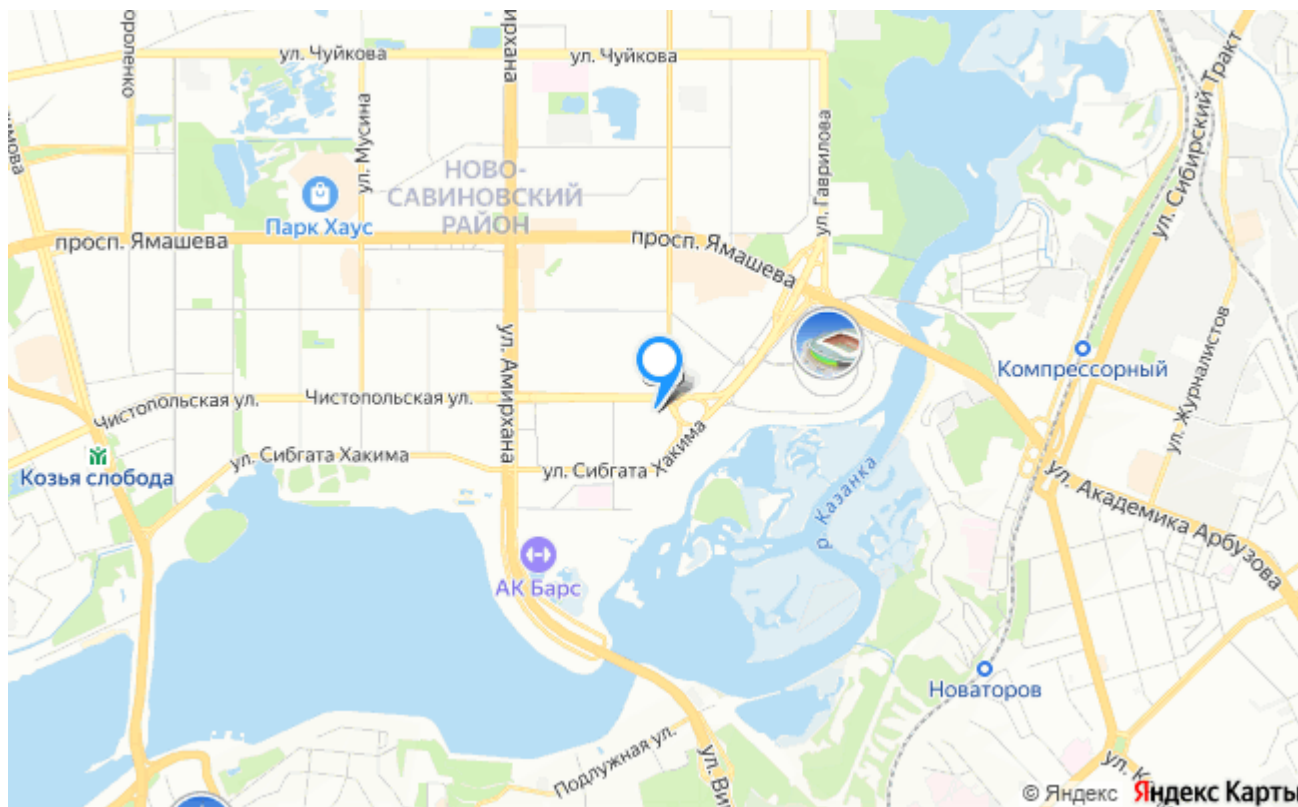 ул. Чуйкова
ул. Чуйкова
ул. Мусина
ул. Гаврилова
ул. Сибирский Тракт
НОВО-
САВИНОВСКИЙ
РАЙОН
Парк Хаус
просп. Ямашева
просп. Ямашева
ул. Журналистов
Компрессорный
ул. Амирхана
Чистопольская ул.
Чистопольская ул.
ул. Сибгата Хакима
ул. Сибгата Хакима
Козья слобода
р. Казанка
ул. Академика Арбузова
АК Барс
Новаторов
Подлужная ул.
© Яндекс Яндекс Карты